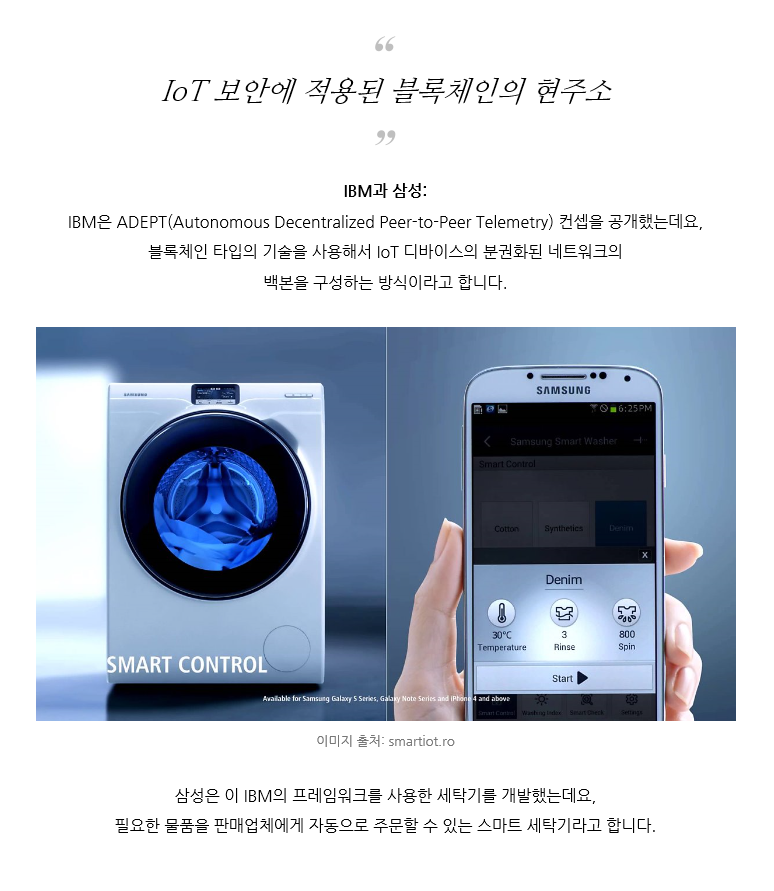 “
IoT 보안에 적용된 블록체인의 현주소
”
IBM과 삼성:
IBM은 ADEPT(Autonomous Decentralized Peer-to-Peer Telemetry) 컨셉을 공개했는데요,
블록체인 타입의 기술을 사용해서 IoT 디바이스의 분권화된 네트워크의
백본을 구성하는 방식이라고 합니다.
SAMSUNG
SMART CONTROL
SAMSUNG
6:25PM
Samsung Smart Washer
Smart Control
Cotton Synthetics Denim
X
Denim
30°C 3 800
Temperature Rinse Spin
Start
Smart Control Smart Check Settings
Available for Samsung Galaxy S Series, Galaxy Note Series and iPhone 4 and above
이미지 출처: smartiot.ro
삼성은 이 IBM의 프레임워크를 사용한 세탁기를 개발했는데요,
필요한 물품을 판매업체에게 자동으로 주문할 수 있는 스마트 세탁기라고 합니다.